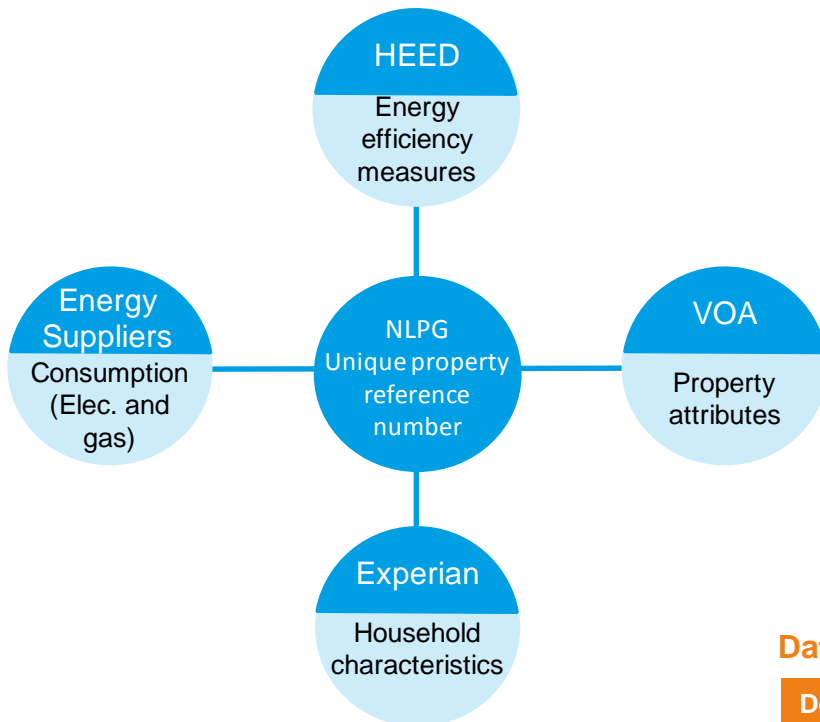 HEED
Energy
efficiency
measures
Energy
Suppliers
Consumption
(Elec. and
gas)
NLPG
Unique property
reference
number
VOA
Property
attributes
Experian
Household
characteristics